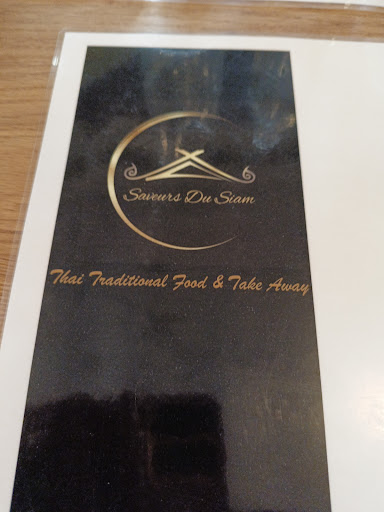 Saveurs Du Siam
Thai Traditional Food & Take Away